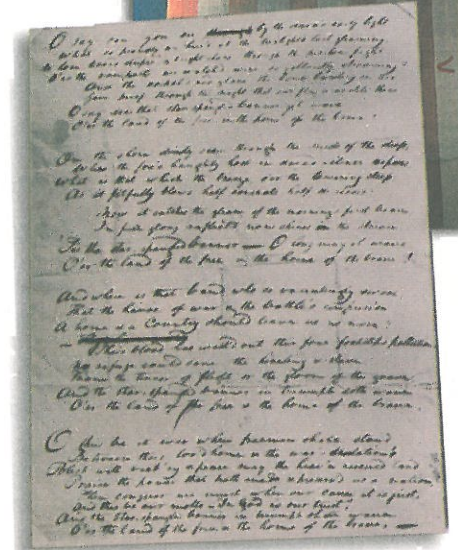 O say can you see by the dawn's early light
What so proudly we hail'd at the twilight's last gleaming,
Whose broad stripes & bright stars through the perilous fight
O'er the ramparts we watch'd, were so gallantly streaming?
And the rocket's red glare, the bomb bursting in air,
Gave proof through the night that our flag was still there
O say does that star-spangled banner yet wave
O'er the land of the free & the home of the brave?
On the shore dimly seen through the mists of the deep,
Where the foe's haughty host in dread silence reposes,
What is that which the breeze, o'er the towering steep,
As it fitfully blows, half conceals, half discloses?
Now it catches the gleam of the morning's first beam,
In full glory reflected now shines in the stream,
'Tis the star-spangled banner — O long may it wave
O'er the land of the free & the home of the brave!
And where is that band who so vauntingly swore,
That the havoc of war & the battle's confusion
A home & a Country should leave us no more?
Their blood has wash'd out their foul footstep's pollution
No refuge could save the hireling & slave
From the terror of flight or the gloom of the grave,
And the star-spangled banner in triumph doth wave
O'er the land of the free & the home of the brave.
O thus be it ever when freemen shall stand
Between their lov'd home & the war's desolation!
Blest with vict'ry & peace may the heav'n rescued land
Praise the power that hath made & preserv'd us a nation!
Then conquer we must, when our cause it is just,
And this be our motto — In God is our trust,
And the star-spangled banner in triumph shall wave
O'er the land of the free & the home of the brave. —